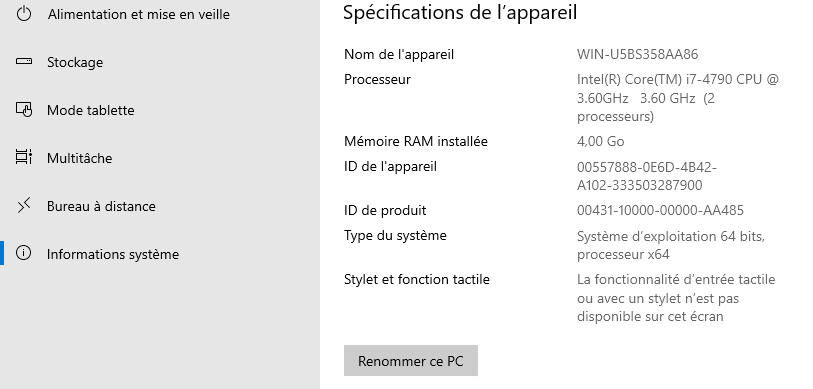 Alimentation et mise en veille
Stockage
Mode tablette
Multitâche
Bureau à distance
Informations système
Spécifications de l'appareil
Nom de l'appareil WIN-U5BS358AA86
Processeur Intel(R) Core(TM) i7-4790 CPU @
3.60GHz 3.60 GHz (2
processeurs)
Mémoire RAM installée 4,00 Go
ID de l'appareil 00557888-0E6D-4B42-
A102-333503287900
ID de produit 00431-10000-00000-AA485
Type du système Système d'exploitation 64 bits,
processeur x64
Stylet et fonction tactile La fonctionnalité d'entrée tactile
ou avec un stylet n'est pas
disponible sur cet écran
Renommer ce PC